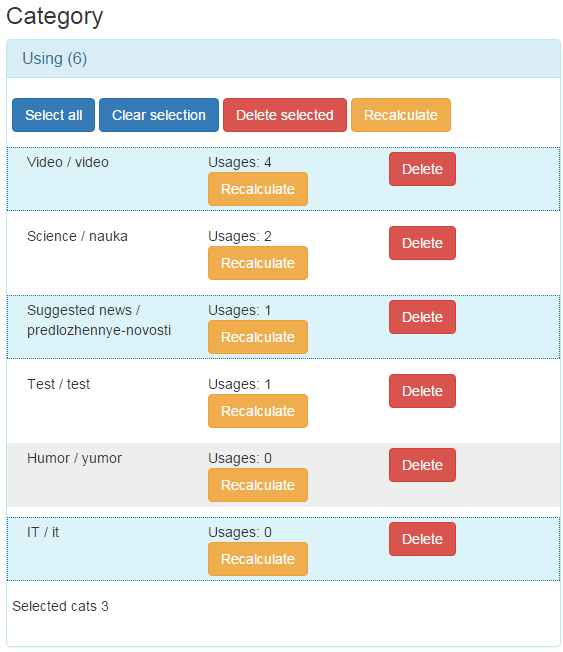 Category
Using (6)
Select all Clear selection Delete selected Recalculate
Video / video Usages: 4 Delete
Recalculate
Science / nauka Usages: 2 Delete
Recalculate
Suggested news / Usages: 1 Delete
predlozhennye-novosti Recalculate
Test / test Usages: 1 Delete
Recalculate
Humor / yumor Usages: 0 Delete
Recalculate
IT / it Usages: 0 Delete
Recalculate
Selected cats 3